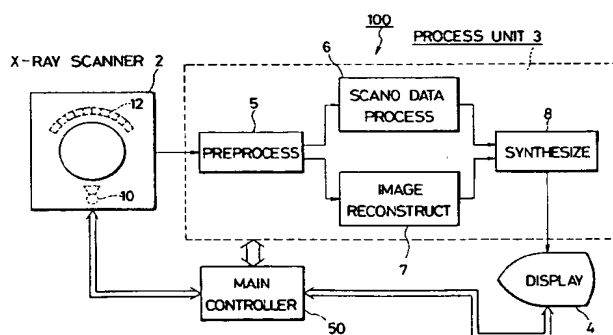 100
PROCESS UNIT 3
X-RAY SCANNER 2
6
12
SCANO DATA
PROCESS
5
8
PREPROCESS
SYNTHESIZE
10
IMAGE
RECONSTRUCT
7
MAIN
CONTROLLER
50
DISPLAY
4